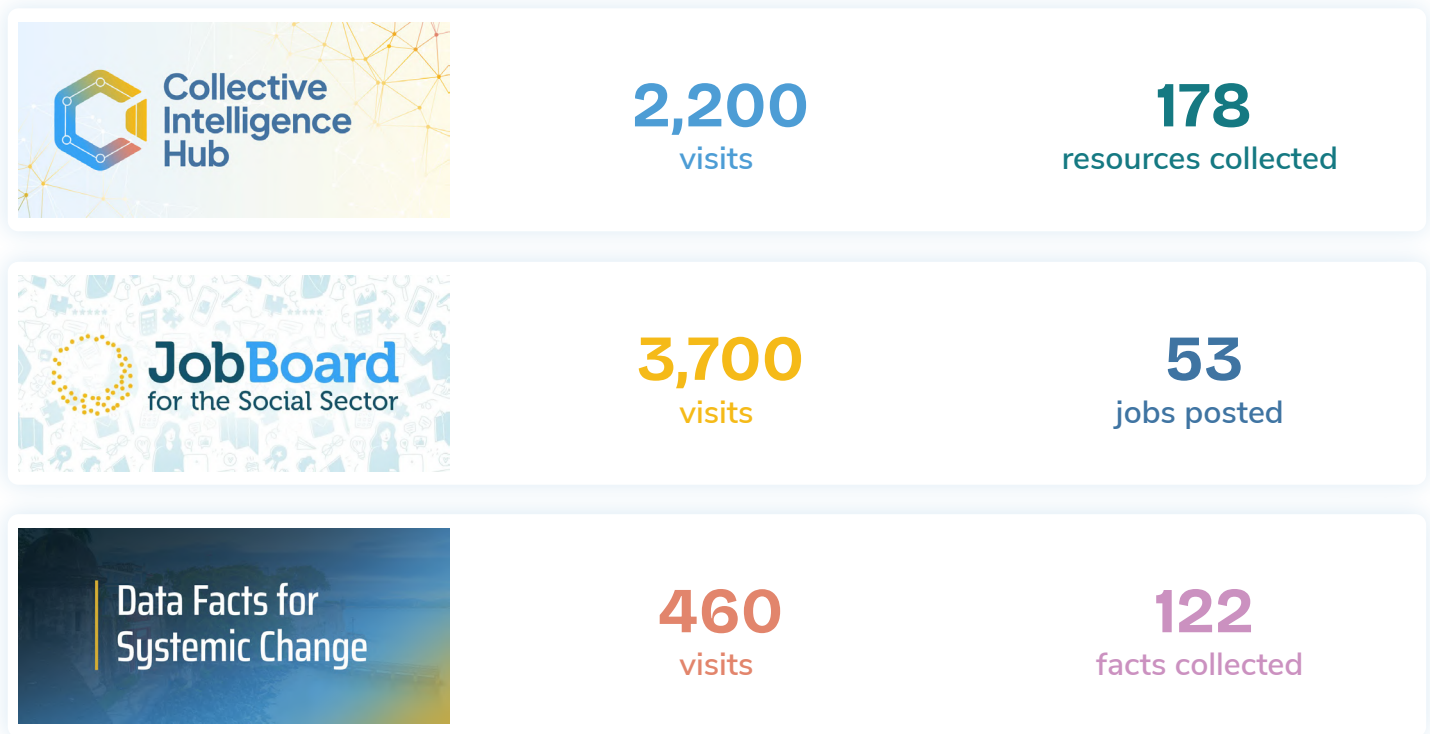 Collective
Intelligence
Hub
2,200
visits
178
resources collected
JobBoard
for the Social Sector
3,700
visits
53
jobs posted
Data Facts for
Systemic Change
460
visits
122
facts collected